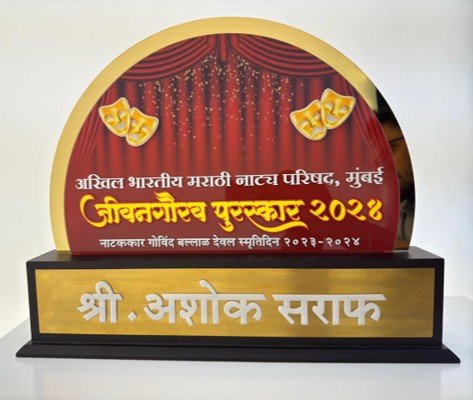 अखिल भारतीय मराठी नाट्य परिषद, मुंबई
जीवनगौरव पुरस्कार २०२४
नाटककार गोविंद बल्लाळ देवल स्मृतिदिन २०२३-२०२४
श्री. अशोक सराफ